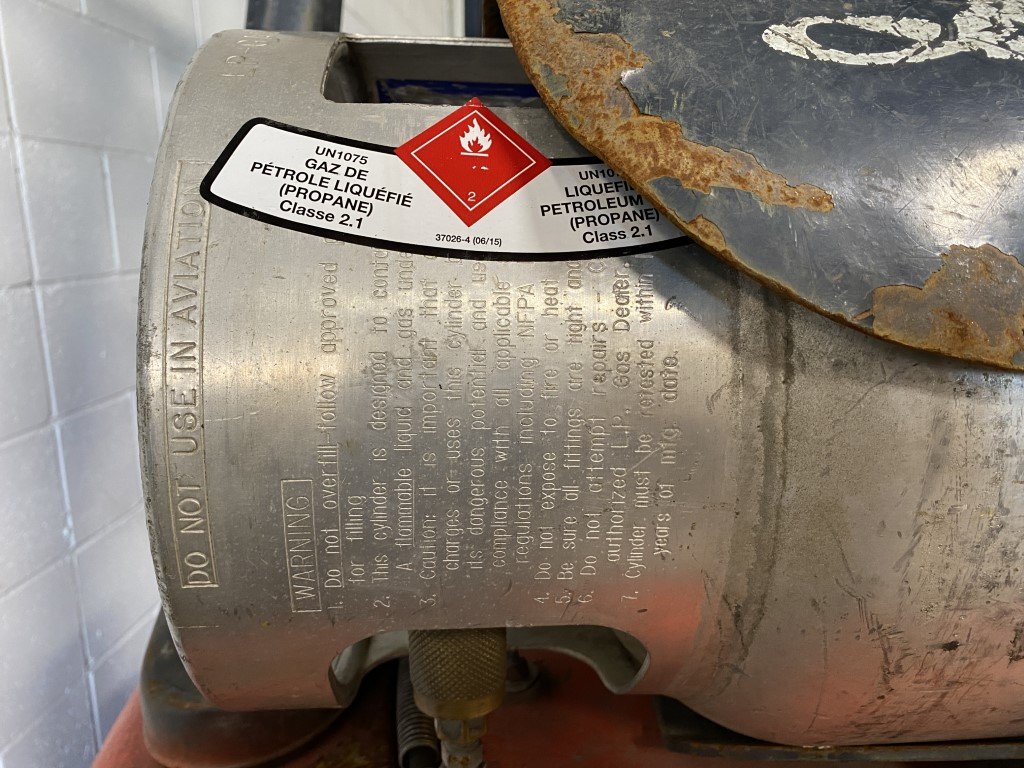 UN1075
GAZ DE
PÉTROLE LIQUÉFIÉ
(PROPANE)
Classe 2.1
2
37026-4 (06/15)
LIQUEFI
PETROLEUM
(PROPANE)
Class 2.1
DO NOT USE IN AVIATION
WARNING
1. Do not overfill-follow approved
for filling
2. This cylinder is designed to
A flammable liquid and gas
3. Caution: it is important that
charges or uses this cylinder
its dangerous potential and
compliance with all applicable
regulations including NFPA
4. Do not expose to fire or heat
5. Be sure all fittings are tight
6. Do not attempt repairs -
authorized L.P. Gas Dealer.
7. Cylinder must be retested within
years of mfg. date.